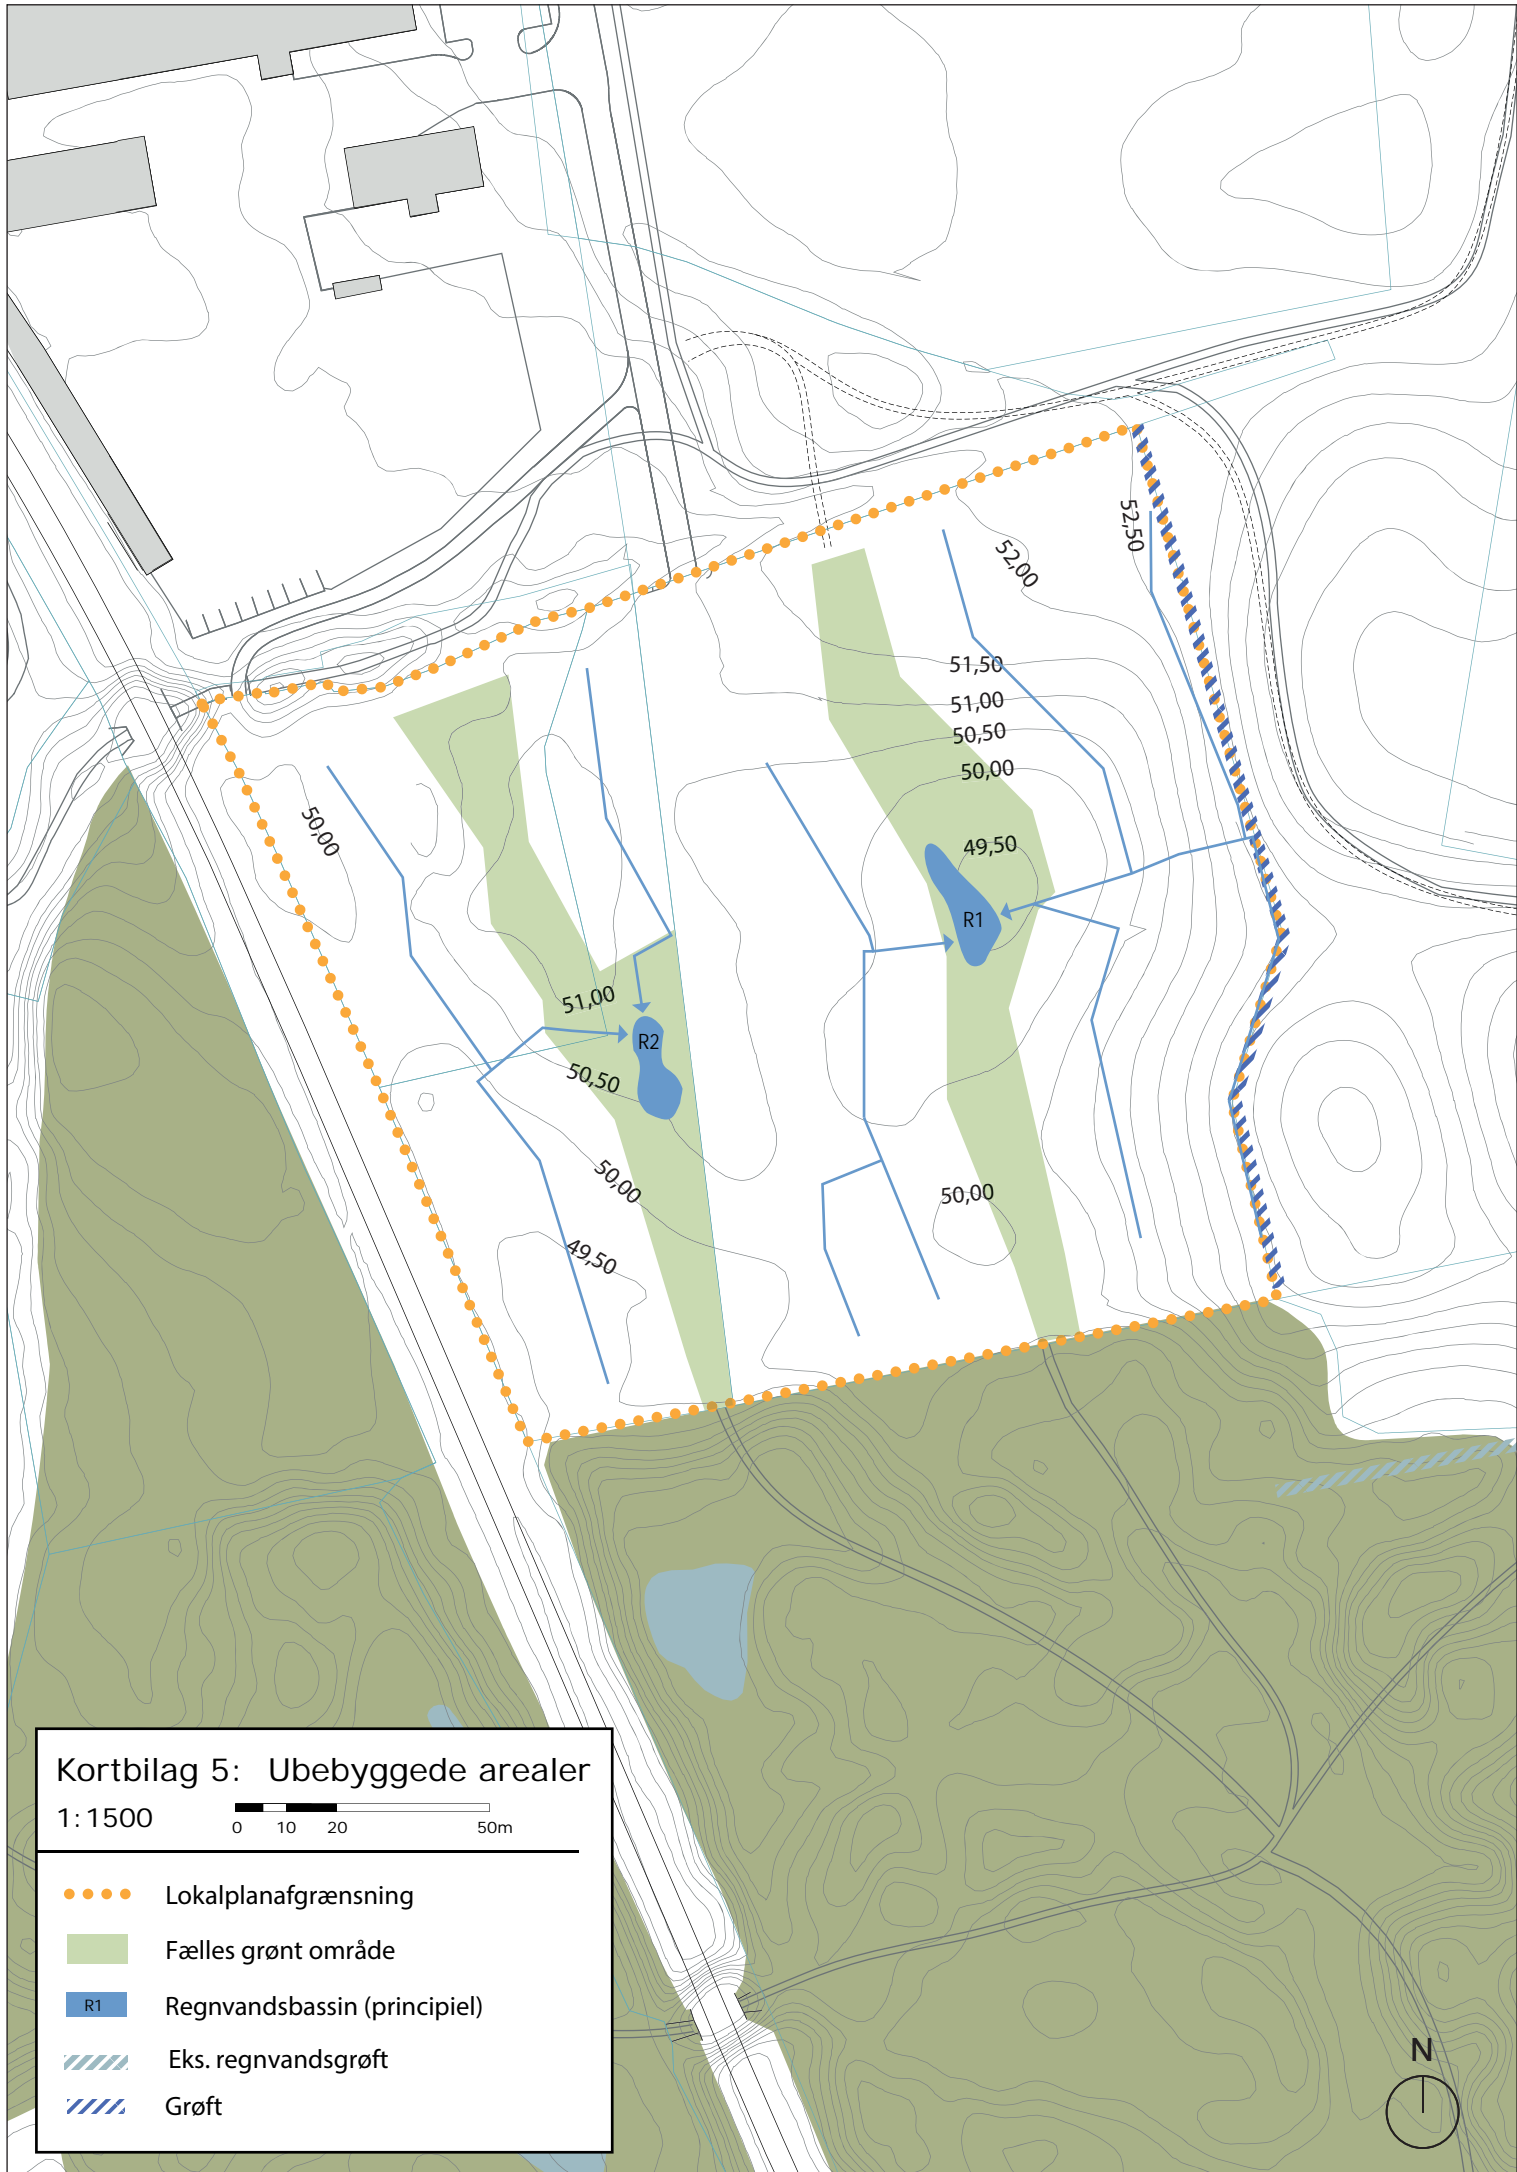 52,50
52,00
51,50
51,00
50,50
50,00
50,00
49,50
R1
51,00
R2
50,50
50,00
50,00
49,50
Kortbilag 5: Ubebyggede arealer
1:1500
0 10 20 50m
Lokalplanafgrænsning
Fælles grønt område
R1 Regnvandsbassin (principiel)
Eks. regnvandsgrøft
Grøft
N